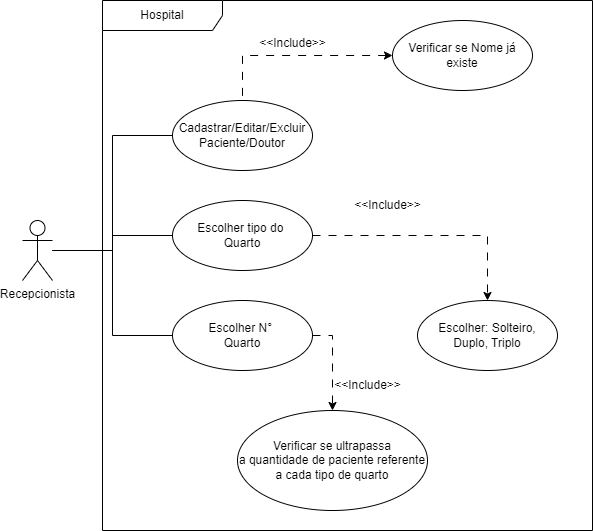 Hospital
<<Include>>
Verificar se Nome já
existe
Cadastrar/Editar/Excluir
Paciente/Doutor
<<Include>>
Escolher tipo do
Quarto
Recepcionista
Escolher N°
Quarto
Escolher: Solteiro,
Duplo, Triplo
<<Include>>
Verificar se ultrapassa
a quantidade de paciente referente
a cada tipo de quarto